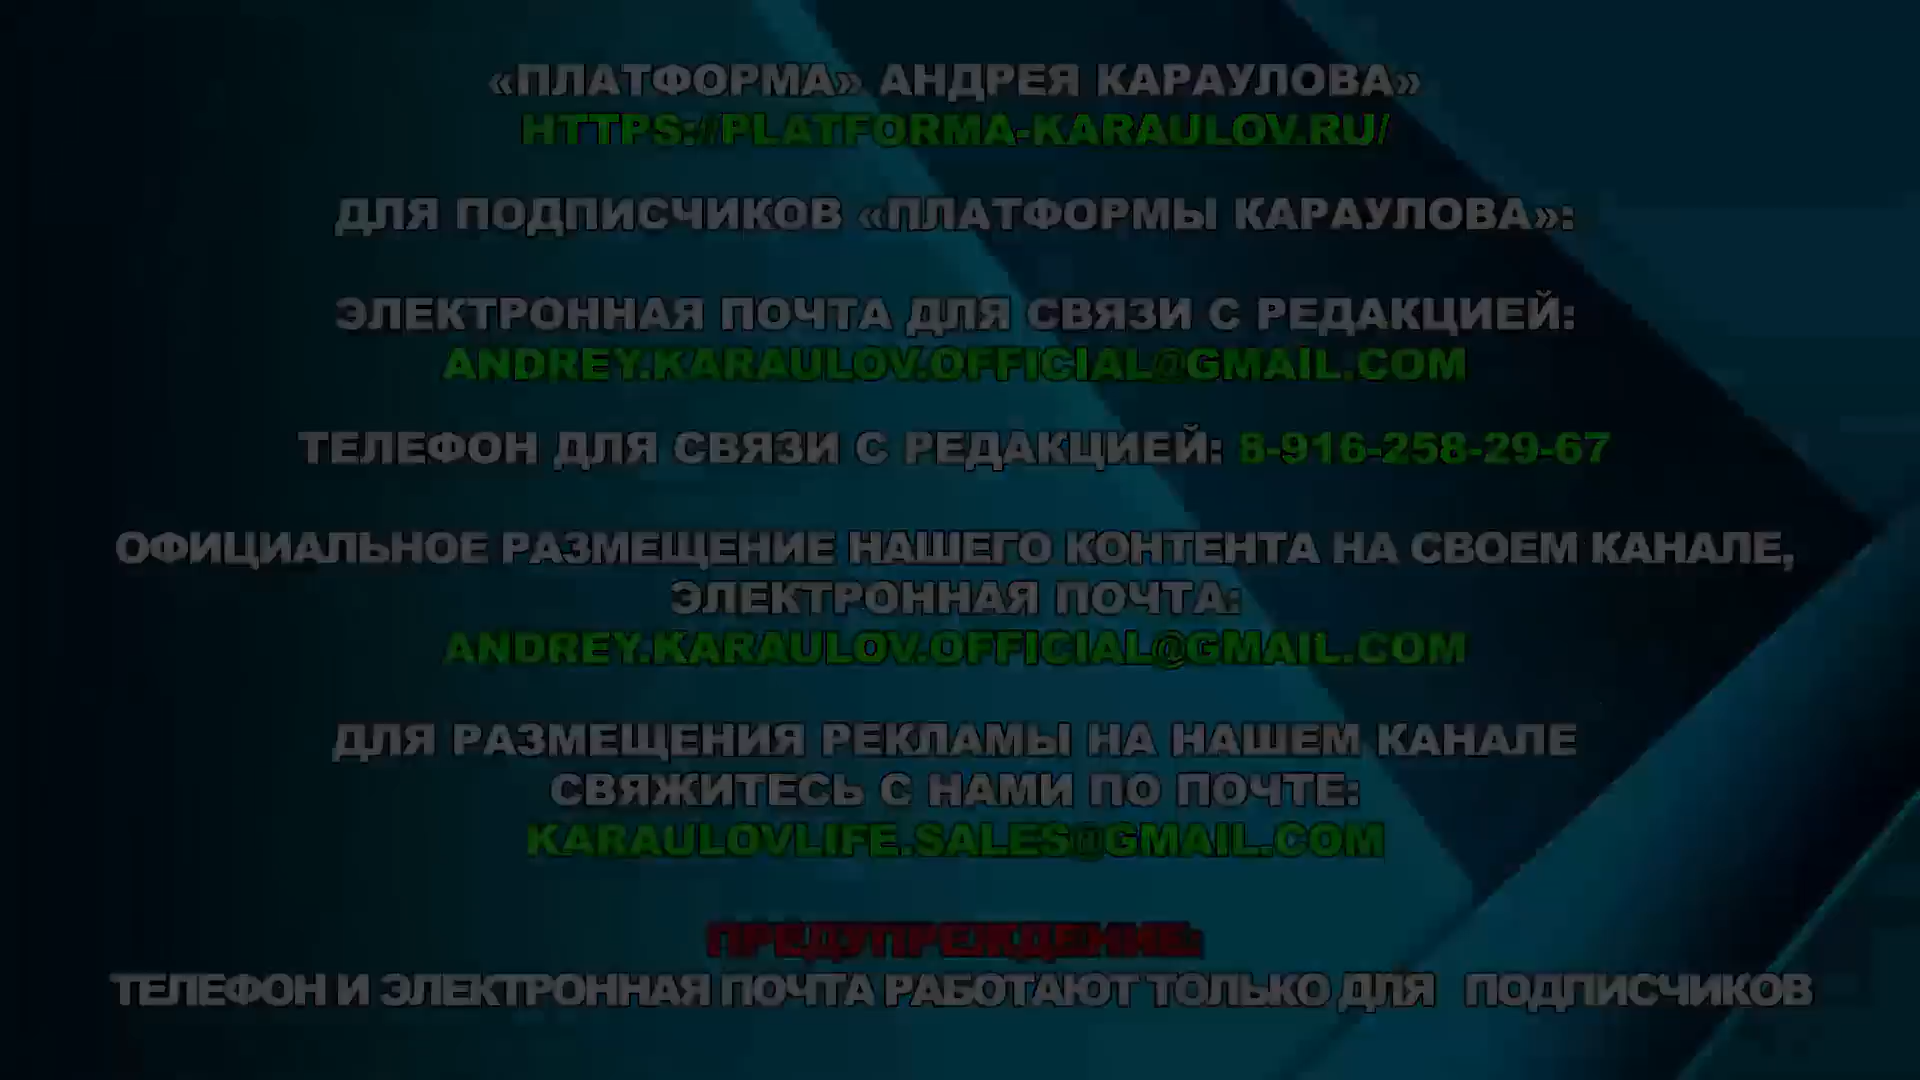 «ПЛАТФОРМА» АНДРЕЯ КАРАУЛОВА»
HTTPS://PLATFORMA-KARAULOV.RU/
ДЛЯ ПОДПИСЧИКОВ «ПЛАТФОРМЫ КАРАУЛОВА»:
ЭЛЕКТРОННАЯ ПОЧТА ДЛЯ СВЯЗИ С РЕДАКЦИЕЙ:
ANDREY.KARAULOV.OFFICIAL@GMAIL.COM
ТЕЛЕФОН ДЛЯ СВЯЗИ С РЕДАКЦИЕЙ: 8-916-258-29-67
ОФИЦИАЛЬНОЕ РАЗМЕЩЕНИЕ НАШЕГО КОНТЕНТА НА СВОЕМ КАНАЛЕ,
ЭЛЕКТРОННАЯ ПОЧТА:
ANDREY.KARAULOV.OFFICIAL@GMAIL.COM
ДЛЯ РАЗМЕЩЕНИЯ РЕКЛАМЫ НА НАШЕМ КАНАЛЕ
СВЯЖИТЕСЬ С НАМИ ПО ПОЧТЕ:
KARAULOVLIFE.SALES@GMAIL.COM
ПРЕДУПРЕЖДЕНИЕ:
ТЕЛЕФОН И ЭЛЕКТРОННАЯ ПОЧТА РАБОТАЮТ ТОЛЬКО ДЛЯ ПОДПИСЧИКОВ